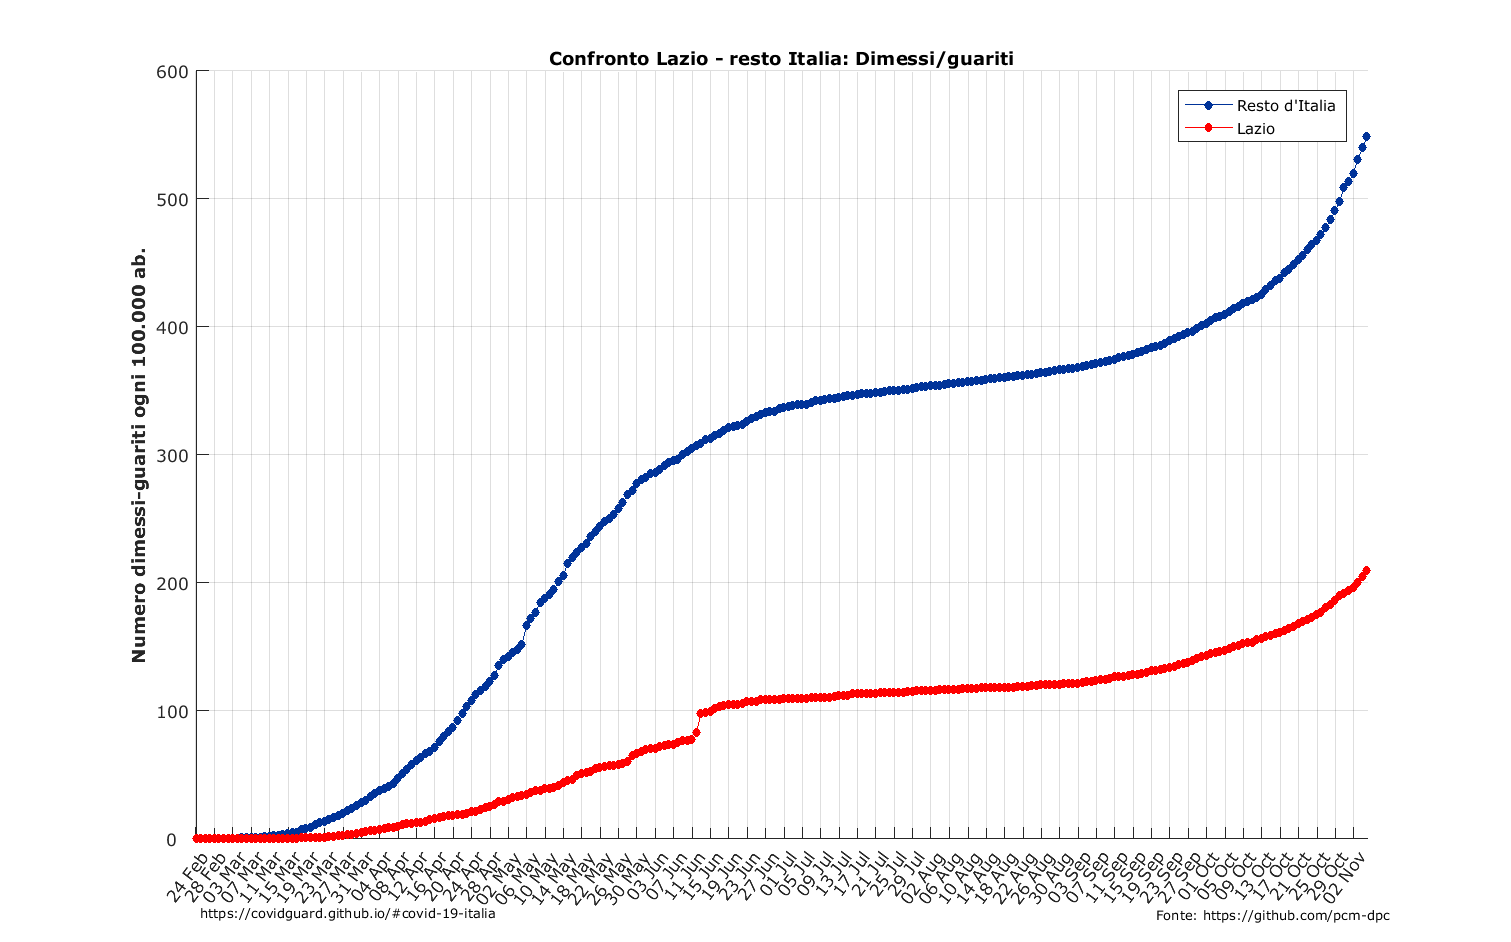 Confronto Lazio - resto Italia: Dimessi/guariti
Resto d'Italia
Lazio
Numero dimessi-guariti ogni 100.000 ab.
600
500
400
300
200
100
0
24 Feb
28 Feb
03 Mar
07 Mar
11 Mar
15 Mar
19 Mar
23 Mar
27 Mar
31 Mar
04 Apr
08 Apr
12 Apr
16 Apr
20 Apr
24 Apr
28 Apr
02 May
06 May
10 May
14 May
18 May
22 May
26 May
30 May
03 Jun
07 Jun
11 Jun
15 Jun
19 Jun
23 Jun
27 Jun
01 Jul
05 Jul
09 Jul
13 Jul
17 Jul
21 Jul
25 Jul
29 Jul
02 Aug
06 Aug
10 Aug
14 Aug
18 Aug
22 Aug
26 Aug
30 Aug
03 Sep
07 Sep
11 Sep
15 Sep
19 Sep
23 Sep
27 Sep
01 Oct
05 Oct
09 Oct
13 Oct
17 Oct
21 Oct
25 Oct
29 Oct
02 Nov
https://covidguard.github.io/#covid-19-italia
Fonte: https://github.com/pcm-dpc